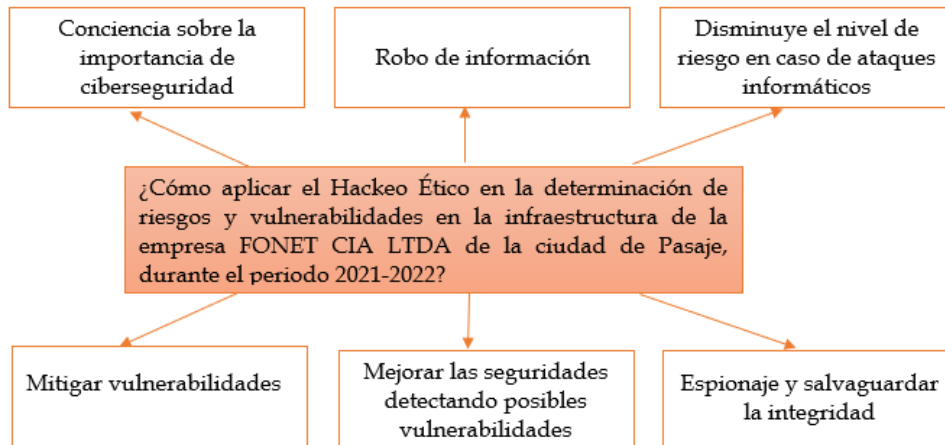 Conciencia sobre la
importancia de
ciberseguridad
Robo de información
Disminuye el nivel de
riesgo en caso de ataques
informáticos
¿Cómo aplicar el Hackeo Ético en la determinación de
riesgos y vulnerabilidades en la infraestructura de la
empresa FONET CIA LTDA de la ciudad de Pasaje,
durante el periodo 2021-2022?
Mitigar vulnerabilidades
Mejorar las seguridades
detectando posibles
vulnerabilidades
Espionaje y salvaguardar
la integridad